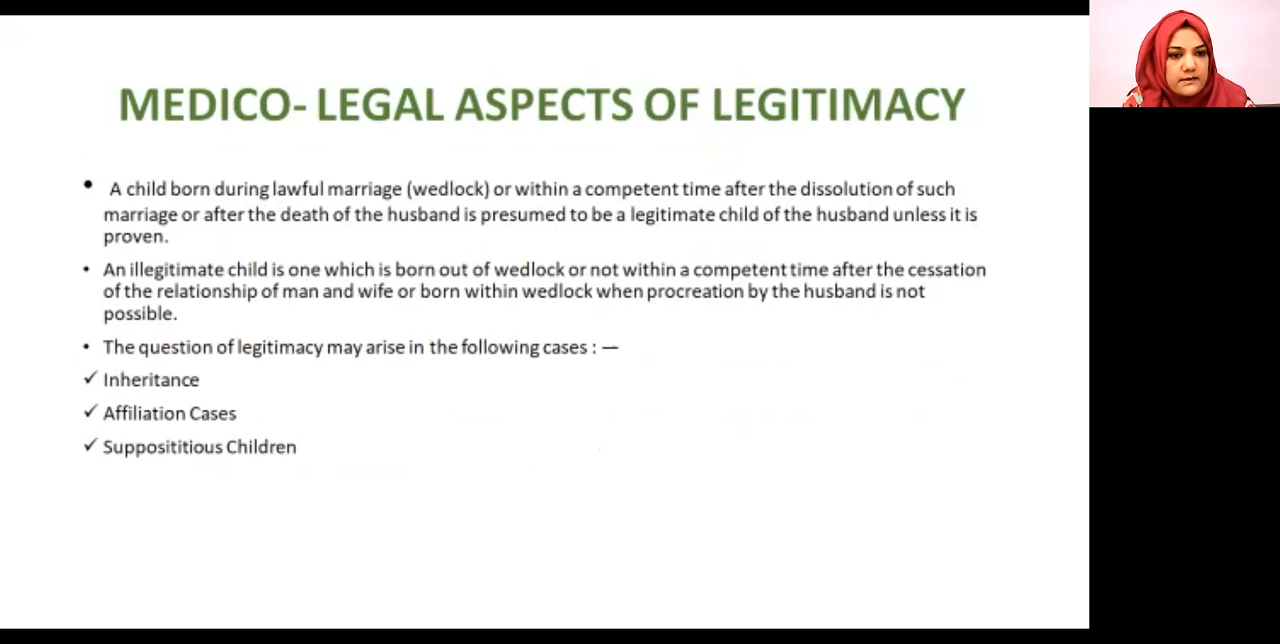 MEDICO- LEGAL ASPECTS OF LEGITIMACY
• A child born during lawful marriage (wedlock) or within a competent time after the dissolution of such
marriage or after the death of the husband is presumed to be a legitimate child of the husband unless it is
proven.
• An illegitimate child is one which is born out of wedlock or not within a competent time after the cessation
of the relationship of man and wife or born within wedlock when procreation by the husband is not
possible.
• The question of legitimacy may arise in the following cases : —
✓ Inheritance
✓ Affiliation Cases
✓ Supposititious Children